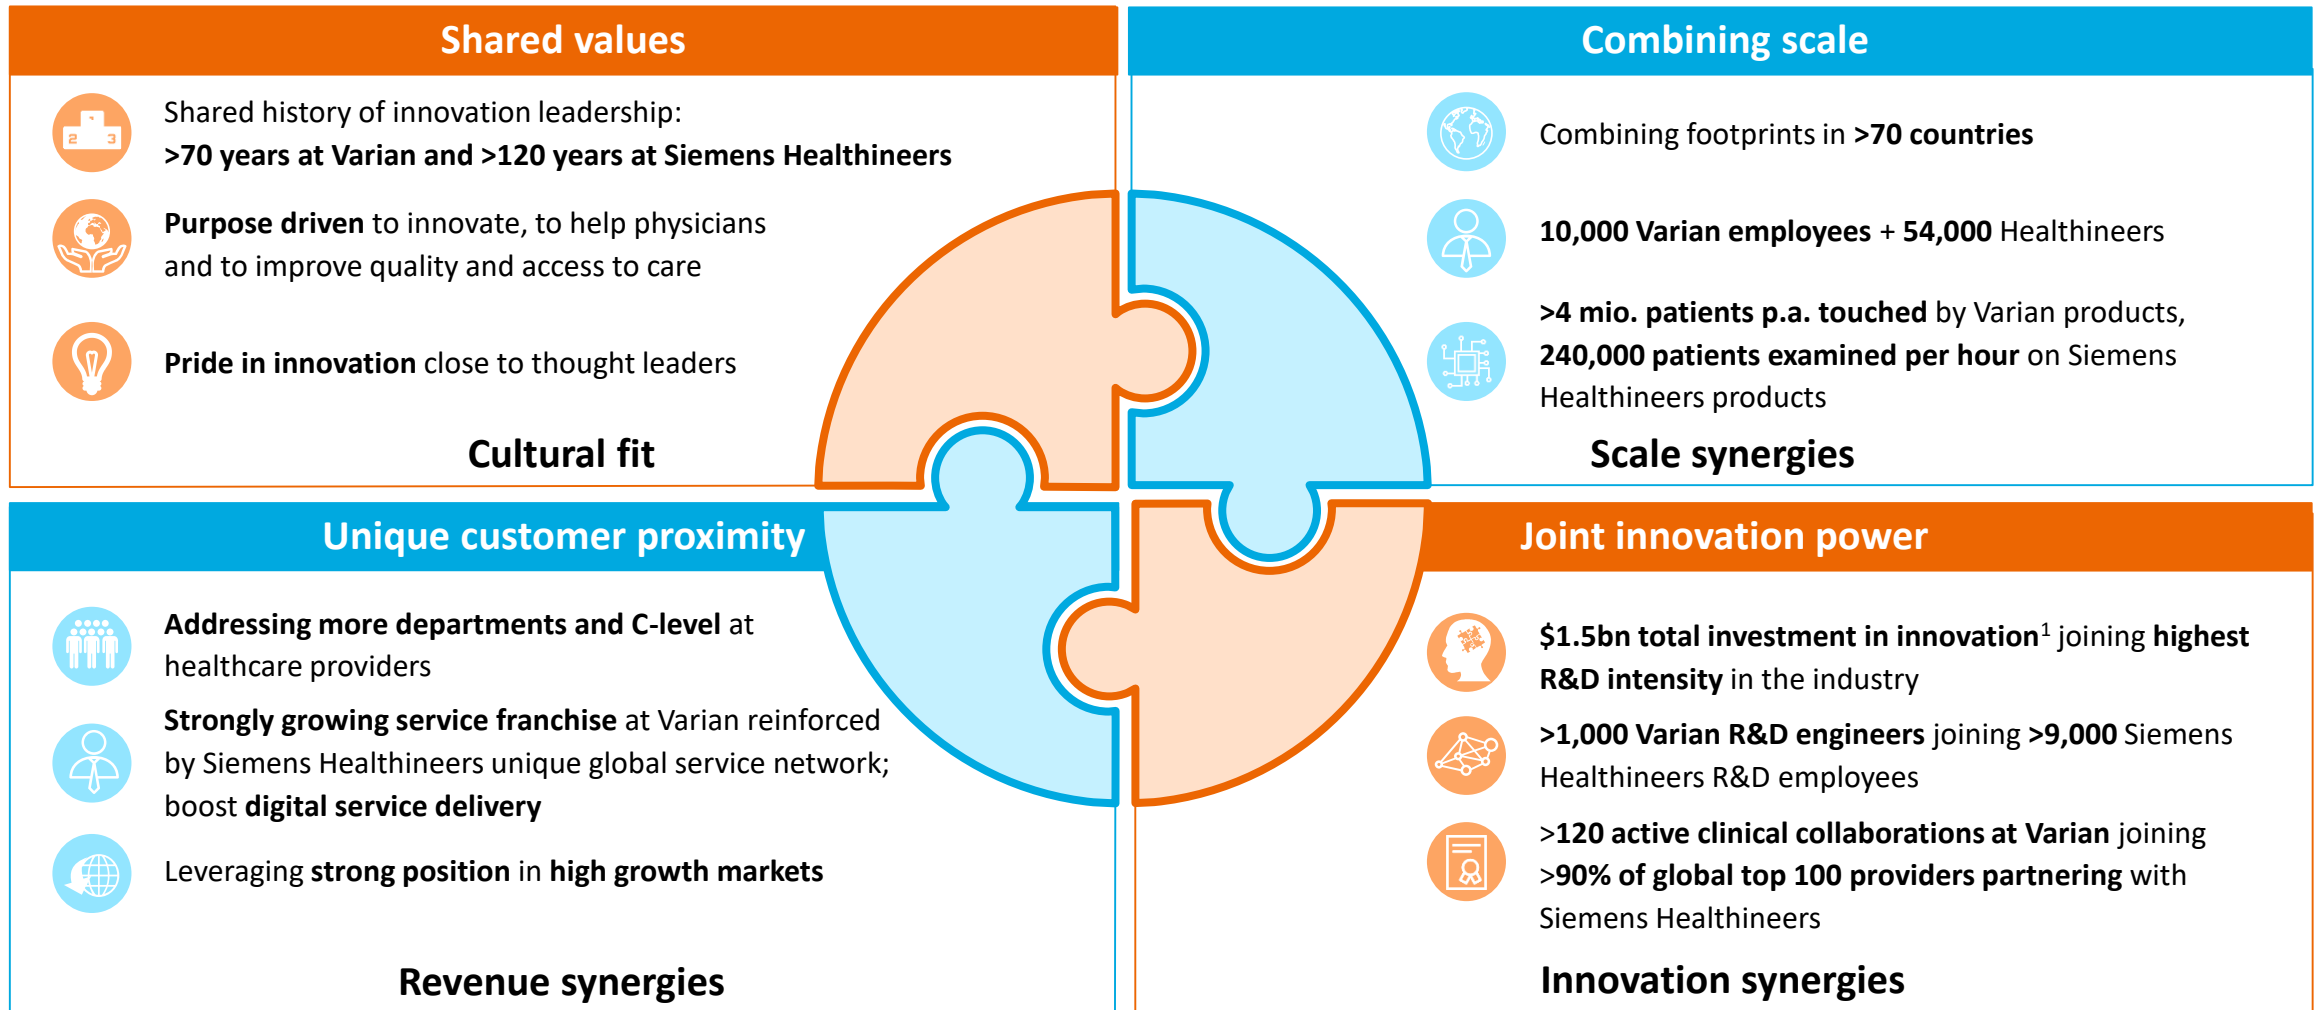 Shared values
Shared history of innovation leadership:
>70 years at Varian and >120 years at Siemens Healthineers
Purpose driven to innovate, to help physicians
and to improve quality and access to care
Pride in innovation close to thought leaders
Cultural fit
Combining scale
Combining footprints in >70 countries
10,000 Varian employees + 54,000 Healthineers
>4 mio. patients p.a. touched by Varian products,
240,000 patients examined per hour on Siemens
Healthineers products
Scale synergies
Unique customer proximity
Addressing more departments and C-level at
healthcare providers
Strongly growing service franchise at Varian reinforced
by Siemens Healthineers unique global service network;
boost digital service delivery
Leveraging strong position in high growth markets
Revenue synergies
Joint innovation power
$1.5bn total investment in innovation¹ joining highest
R&D intensity in the industry
>1,000 Varian R&D engineers joining >9,000 Siemens
Healthineers R&D employees
>120 active clinical collaborations at Varian joining
>90% of global top 100 providers partnering with
Siemens Healthineers
Innovation synergies
1
2 3